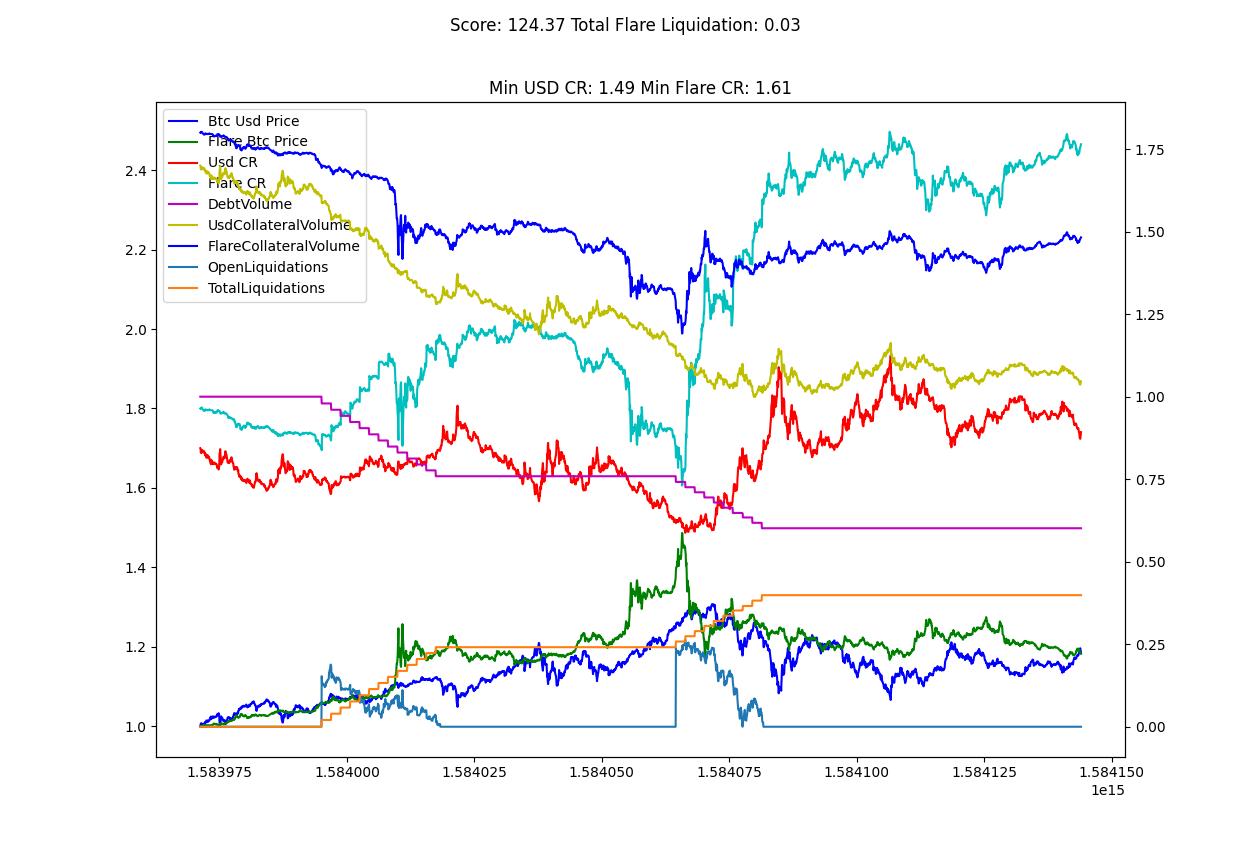 Score: 124.37 Total Flare Liquidation: 0.03
Min USD CR: 1.49 Min Flare CR: 1.61
Btc Usd Price
Flare Btc Price
Usd CR
Flare CR
DebtVolume
UsdCollateralVolume
FlareCollateralVolume
OpenLiquidations
TotalLiquidations
2.4
2.2
2.0
1.8
1.6
1.4
1.2
1.0
1.75
1.50
1.25
1.00
0.75
0.50
0.25
0.00
1.583975
1.584000
1.584025
1.584050
1.584075
1.584100
1.584125
1.584150
1e15